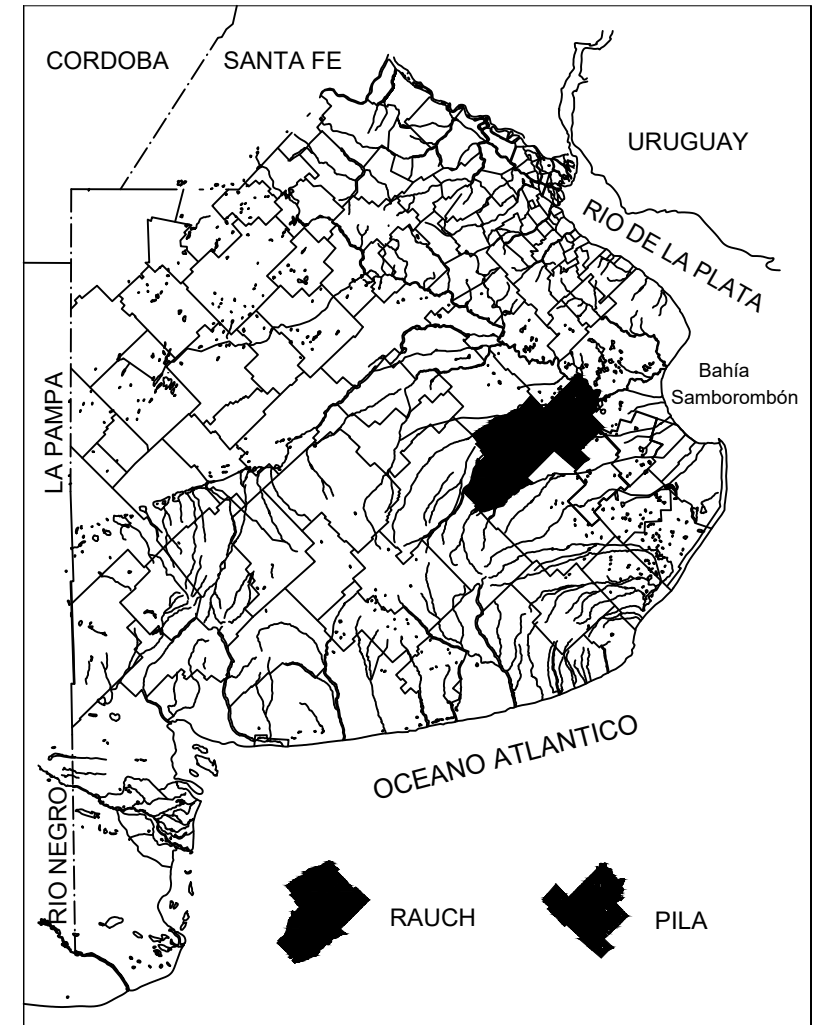 CORDOBA
SANTA FE
URUGUAY
RIO DE LA PLATA
Bahía
Samborombón
LA PAMPA
OCEANO ATLANTICO
RIO NEGRO
RAUCH
PILA